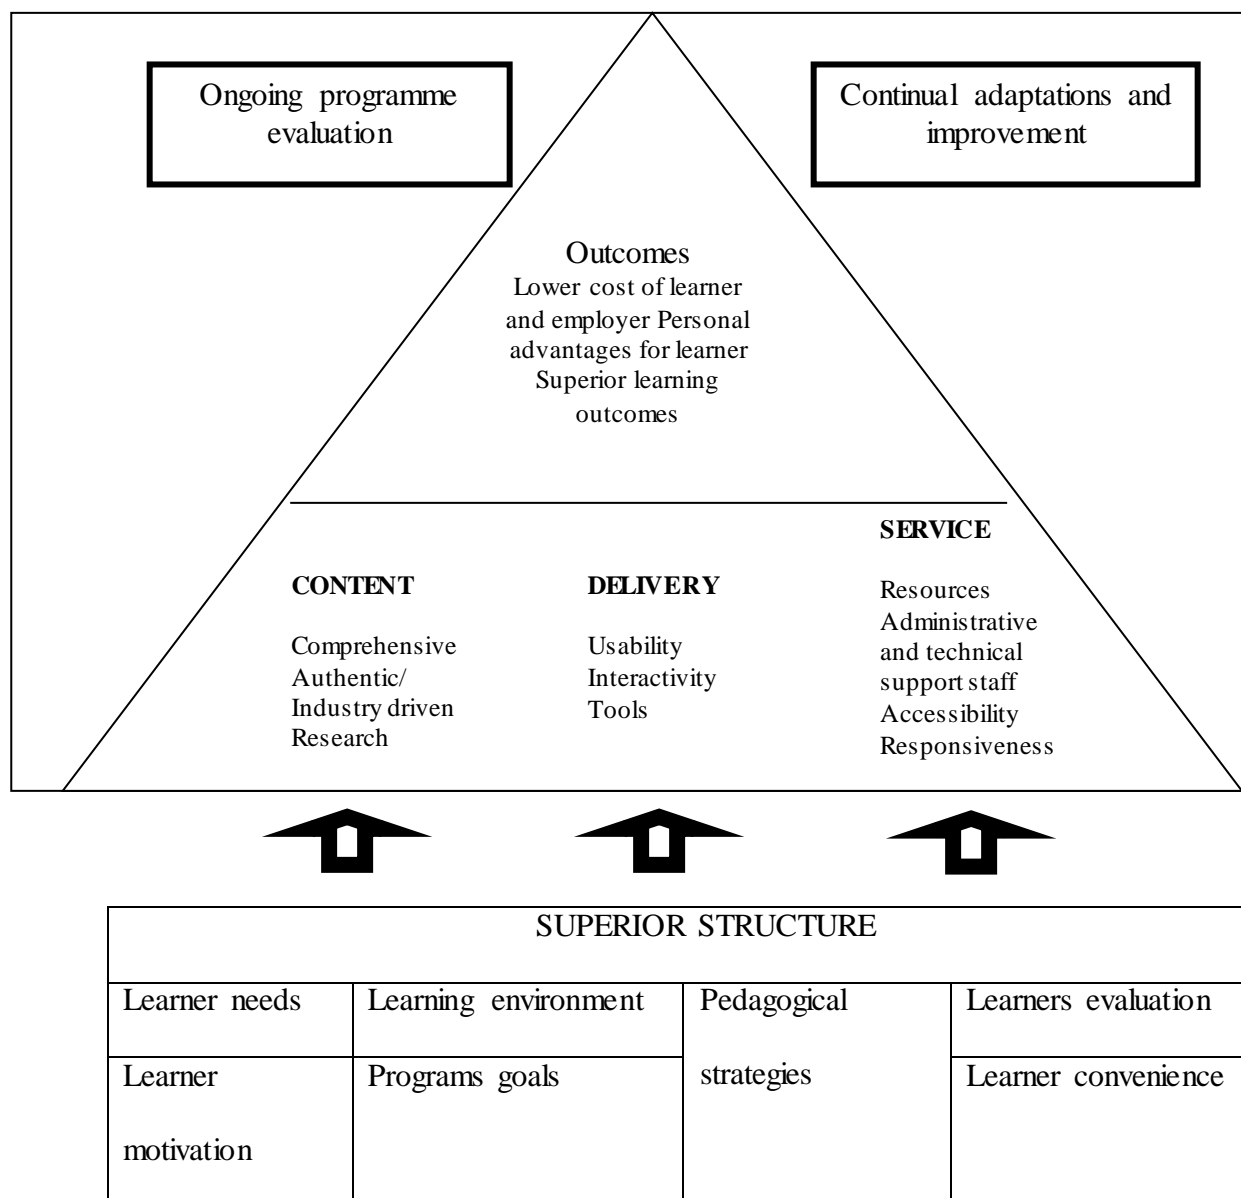 Ongoing programme
evaluation
Continual adaptations and
improvement
Outcomes
Lower cost of learner
and employer Personal
advantages for learner
Superior learning
outcomes
CONTENT
Comprehensive
Authentic/
Industry driven
Research
DELIVERY
Usability
Interactivity
Tools
SERVICE
Resources
Administrative
and technical
support staff
Accessibility
Responsiveness
SUPERIOR STRUCTURE
Learner needs
Learning environment
Pedagogical
strategies
Learners evaluation
Learner
motivation
Programs goals
Learner convenience